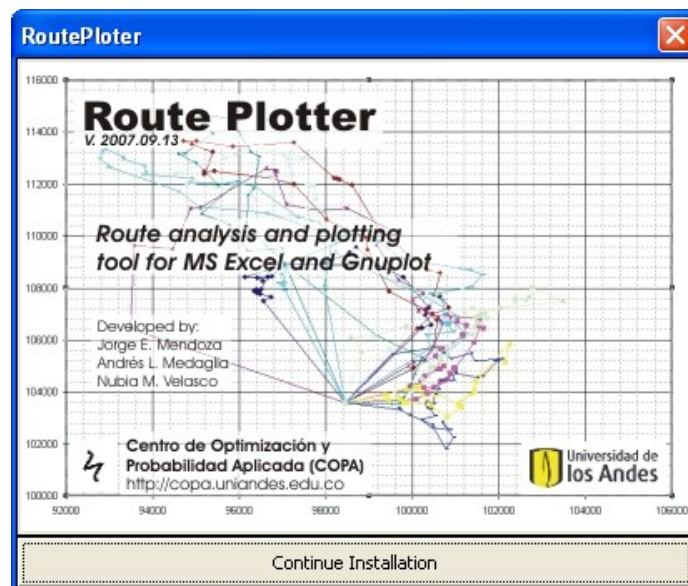 RoutePloter
116000
Route Plotter
V. 2007.09.13
114000
112000
110000
Route analysis and plotting
tool for MS Excel and Gnuplot
108000
106000
Developed by:
Jorge E. Mendoza
Andrés L. Medaglia
Nubia M. Velasco
104000
102000
Centro de Optimización y
Probabilidad Aplicada (COPA)
http://copa.uniandes.edu.co
Universidad de
los Andes
100000
92000 94000 96000 98000 100000 102000 104000 106000
Continue Installation